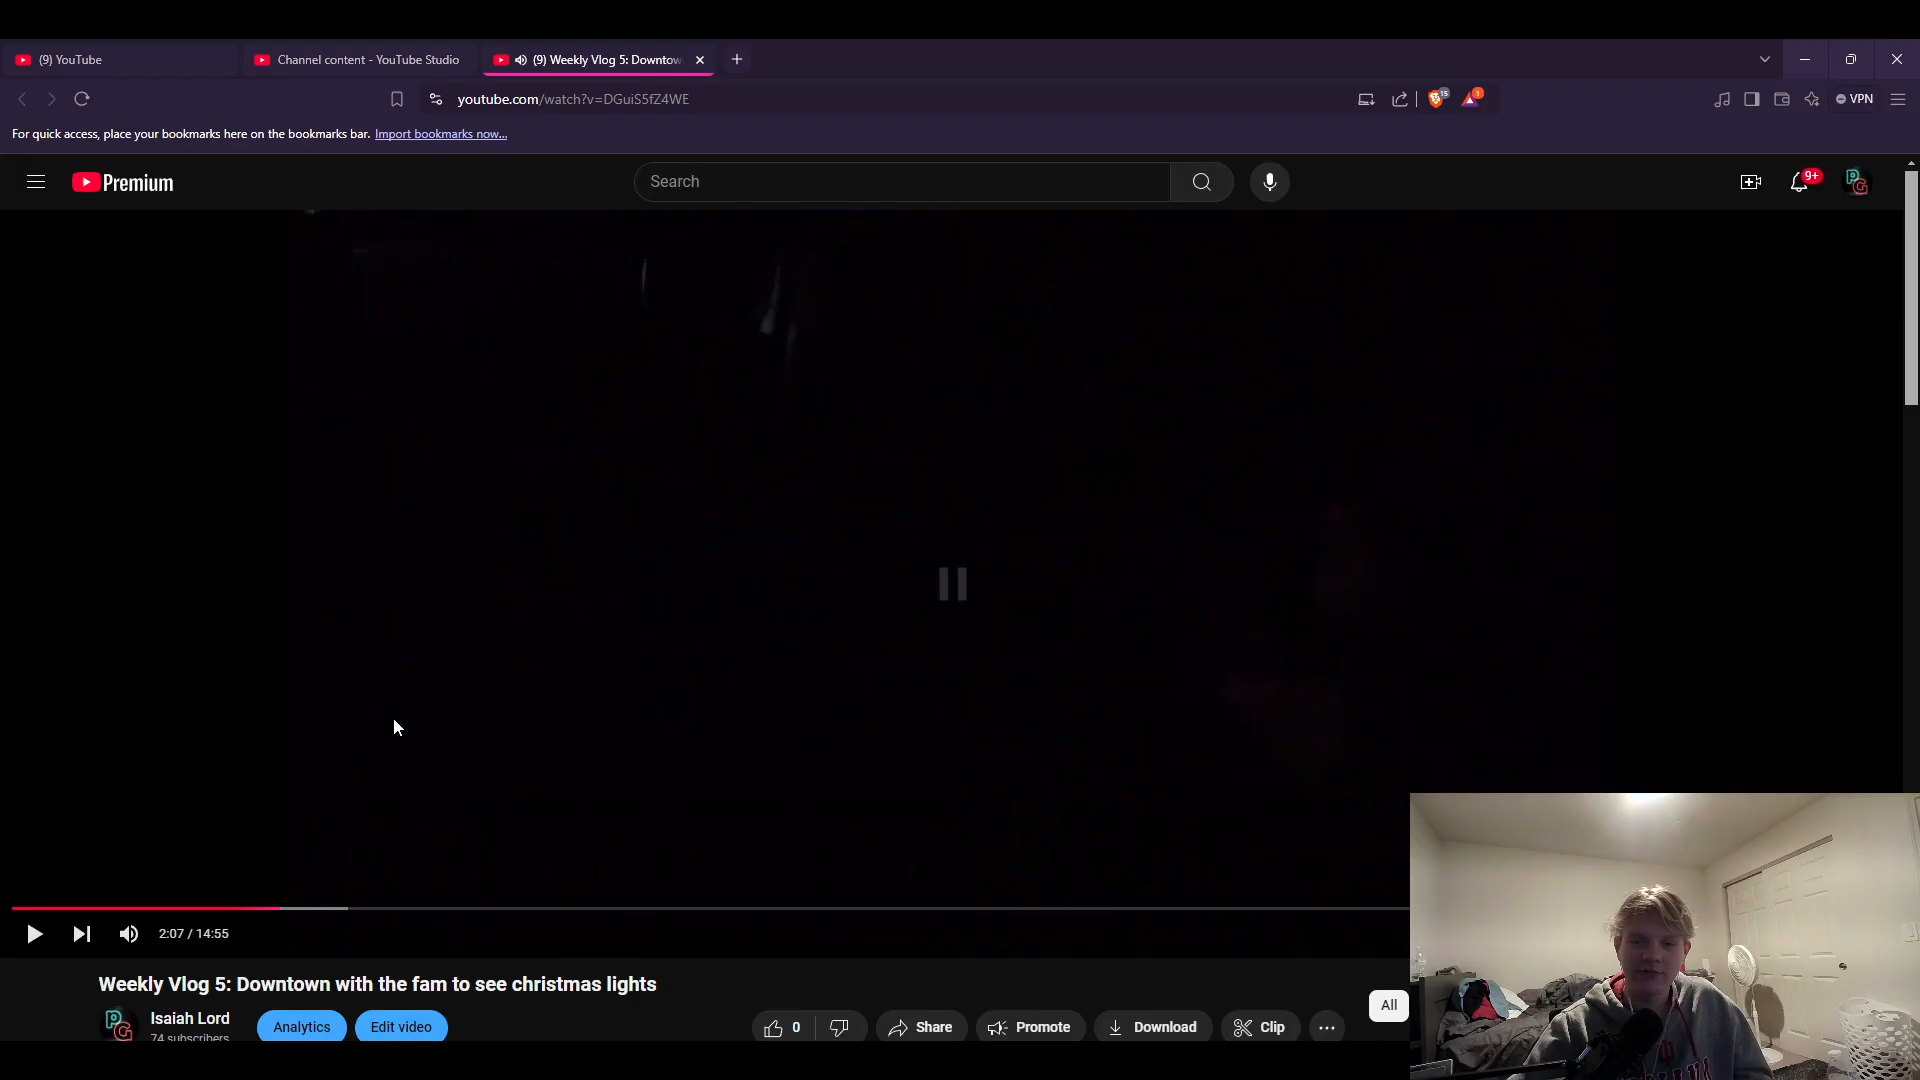 (9) YouTube
Channel content - YouTube Studio
(9) Weekly Vlog 5: Downtow
youtube.com/watch?v=DGuiS5fZ4WE
15
1
VPN
For quick access, place your bookmarks here on the bookmarks bar. Import bookmarks now...
Premium
Search
9+
2:07 / 14:55
Weekly Vlog 5: Downtown with the fam to see christmas lights
All
Isaiah Lord
74 subscribers
Analytics
Edit video
0
Share
Promote
Download
Clip